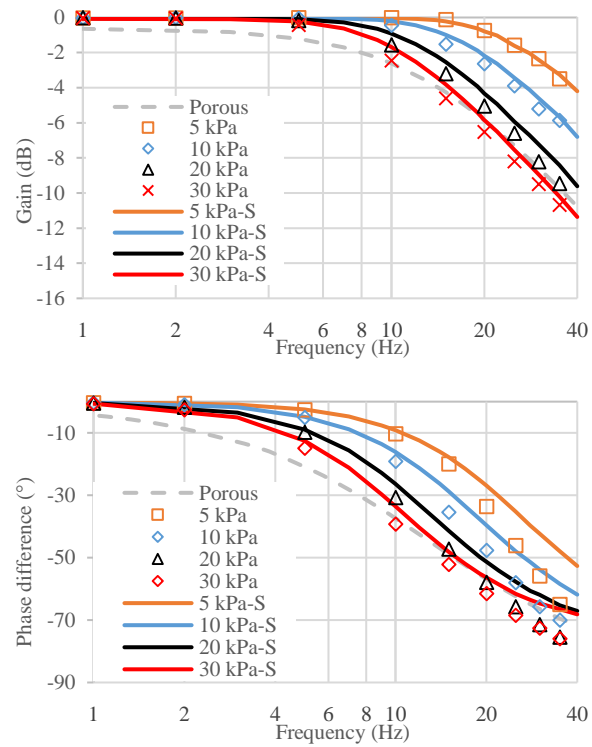 0
-2
-4
-6
-8
-10
-12
-14
-16
Gain (dB)
Porous
5 kPa
10 kPa
20 kPa
30 kPa
5 kPa-S
10 kPa-S
20 kPa-S
30 kPa-S
1 2 4 6 8 10 20 40
Frequency (Hz)
-10
-30
-50
-70
-90
Phase difference (°)
Porous
5 kPa
10 kPa
20 kPa
30 kPa
5 kPa-S
10 kPa-S
20 kPa-S
30 kPa-S
1 2 4 6 8 10 20 40
Frequency (Hz)